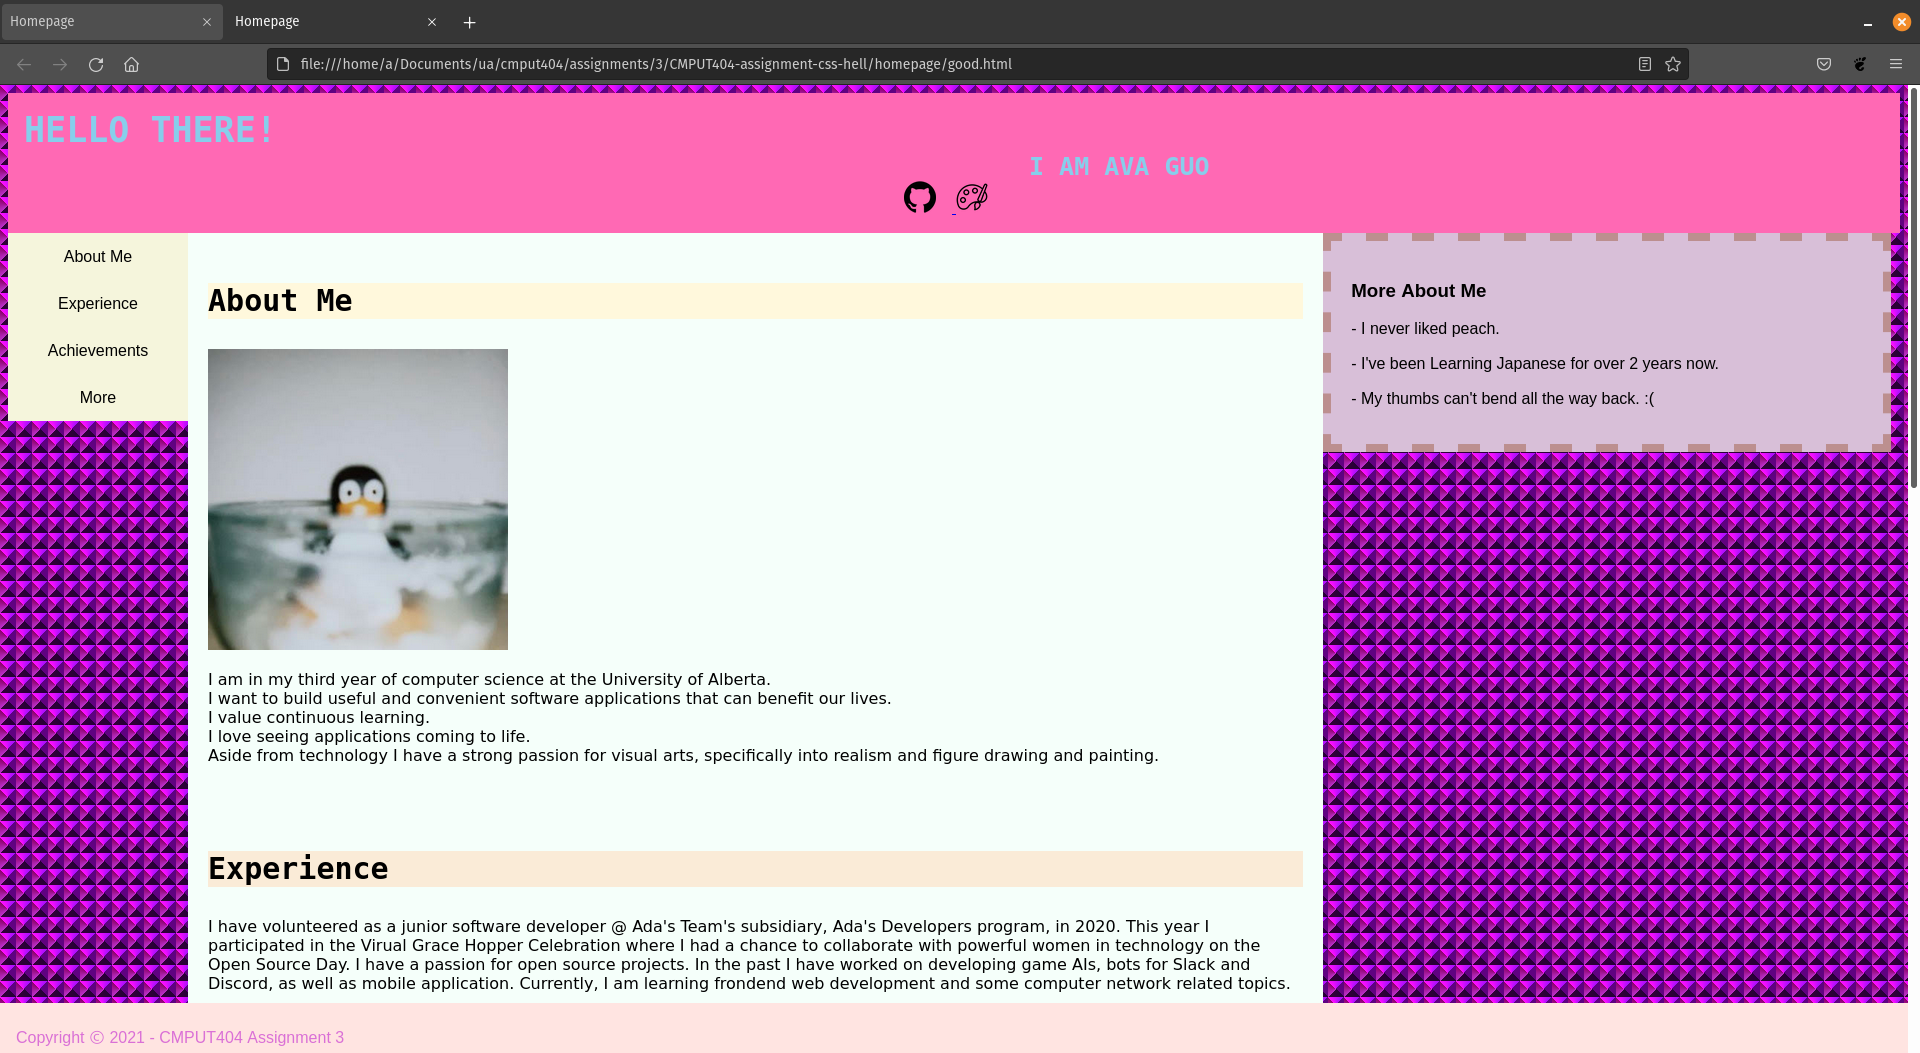 Homepage
Homepage
file:///home/a/Documents/ua/cmput404/assignments/3/CMPUT404-assignment-css-hell/homepage/good.html
HELLO THERE!
I AM AVA GUO
About Me
Experience
Achievements
More
About Me
I am in my third year of computer science at the University of Alberta.
I want to build useful and convenient software applications that can benefit our lives.
I value continuous learning.
I love seeing applications coming to life.
Aside from technology I have a strong passion for visual arts, specifically into realism and figure drawing and painting.
Experience
I have volunteered as a junior software developer @ Ada's Team's subsidiary, Ada's Developers program, in 2020. This year I
participated in the Virual Grace Hopper Celebration where I had a chance to collaborate with powerful women in technology on the
Open Source Day. I have a passion for open source projects. In the past I have worked on developing game AIs, bots for Slack and
Discord, as well as mobile application. Currently, I am learning frondend web development and some computer network related topics.
More About Me
- I never liked peach.
- I've been Learning Japanese for over 2 years now.
- My thumbs can't bend all the way back. :(
Copyright © 2021 - CMPUT404 Assignment 3